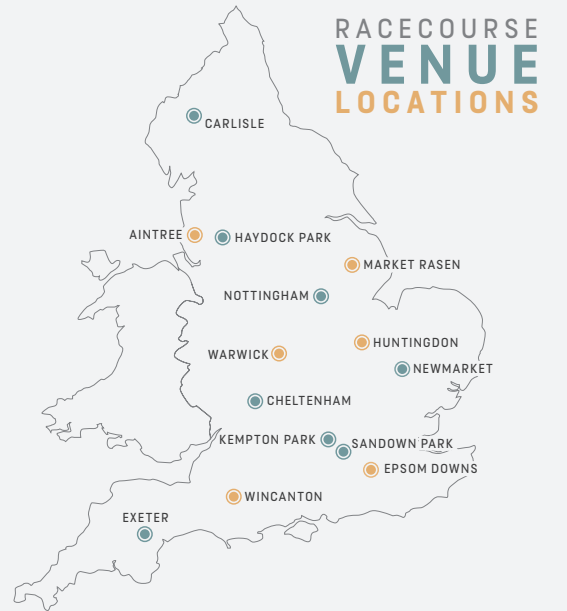 RACECOURSE
VENUE
LOCATIONS
CARLISLE
AINTREE
HAYDOCK PARK
MARKET RASEN
NOTTINGHAM
HUNTINGDON
WARWICK
NEWMARKET
CHELTENHAM
KEMPTON PARK
SANDOWN PARK
EPSOM DOWNS
WINCANTON
EXETER